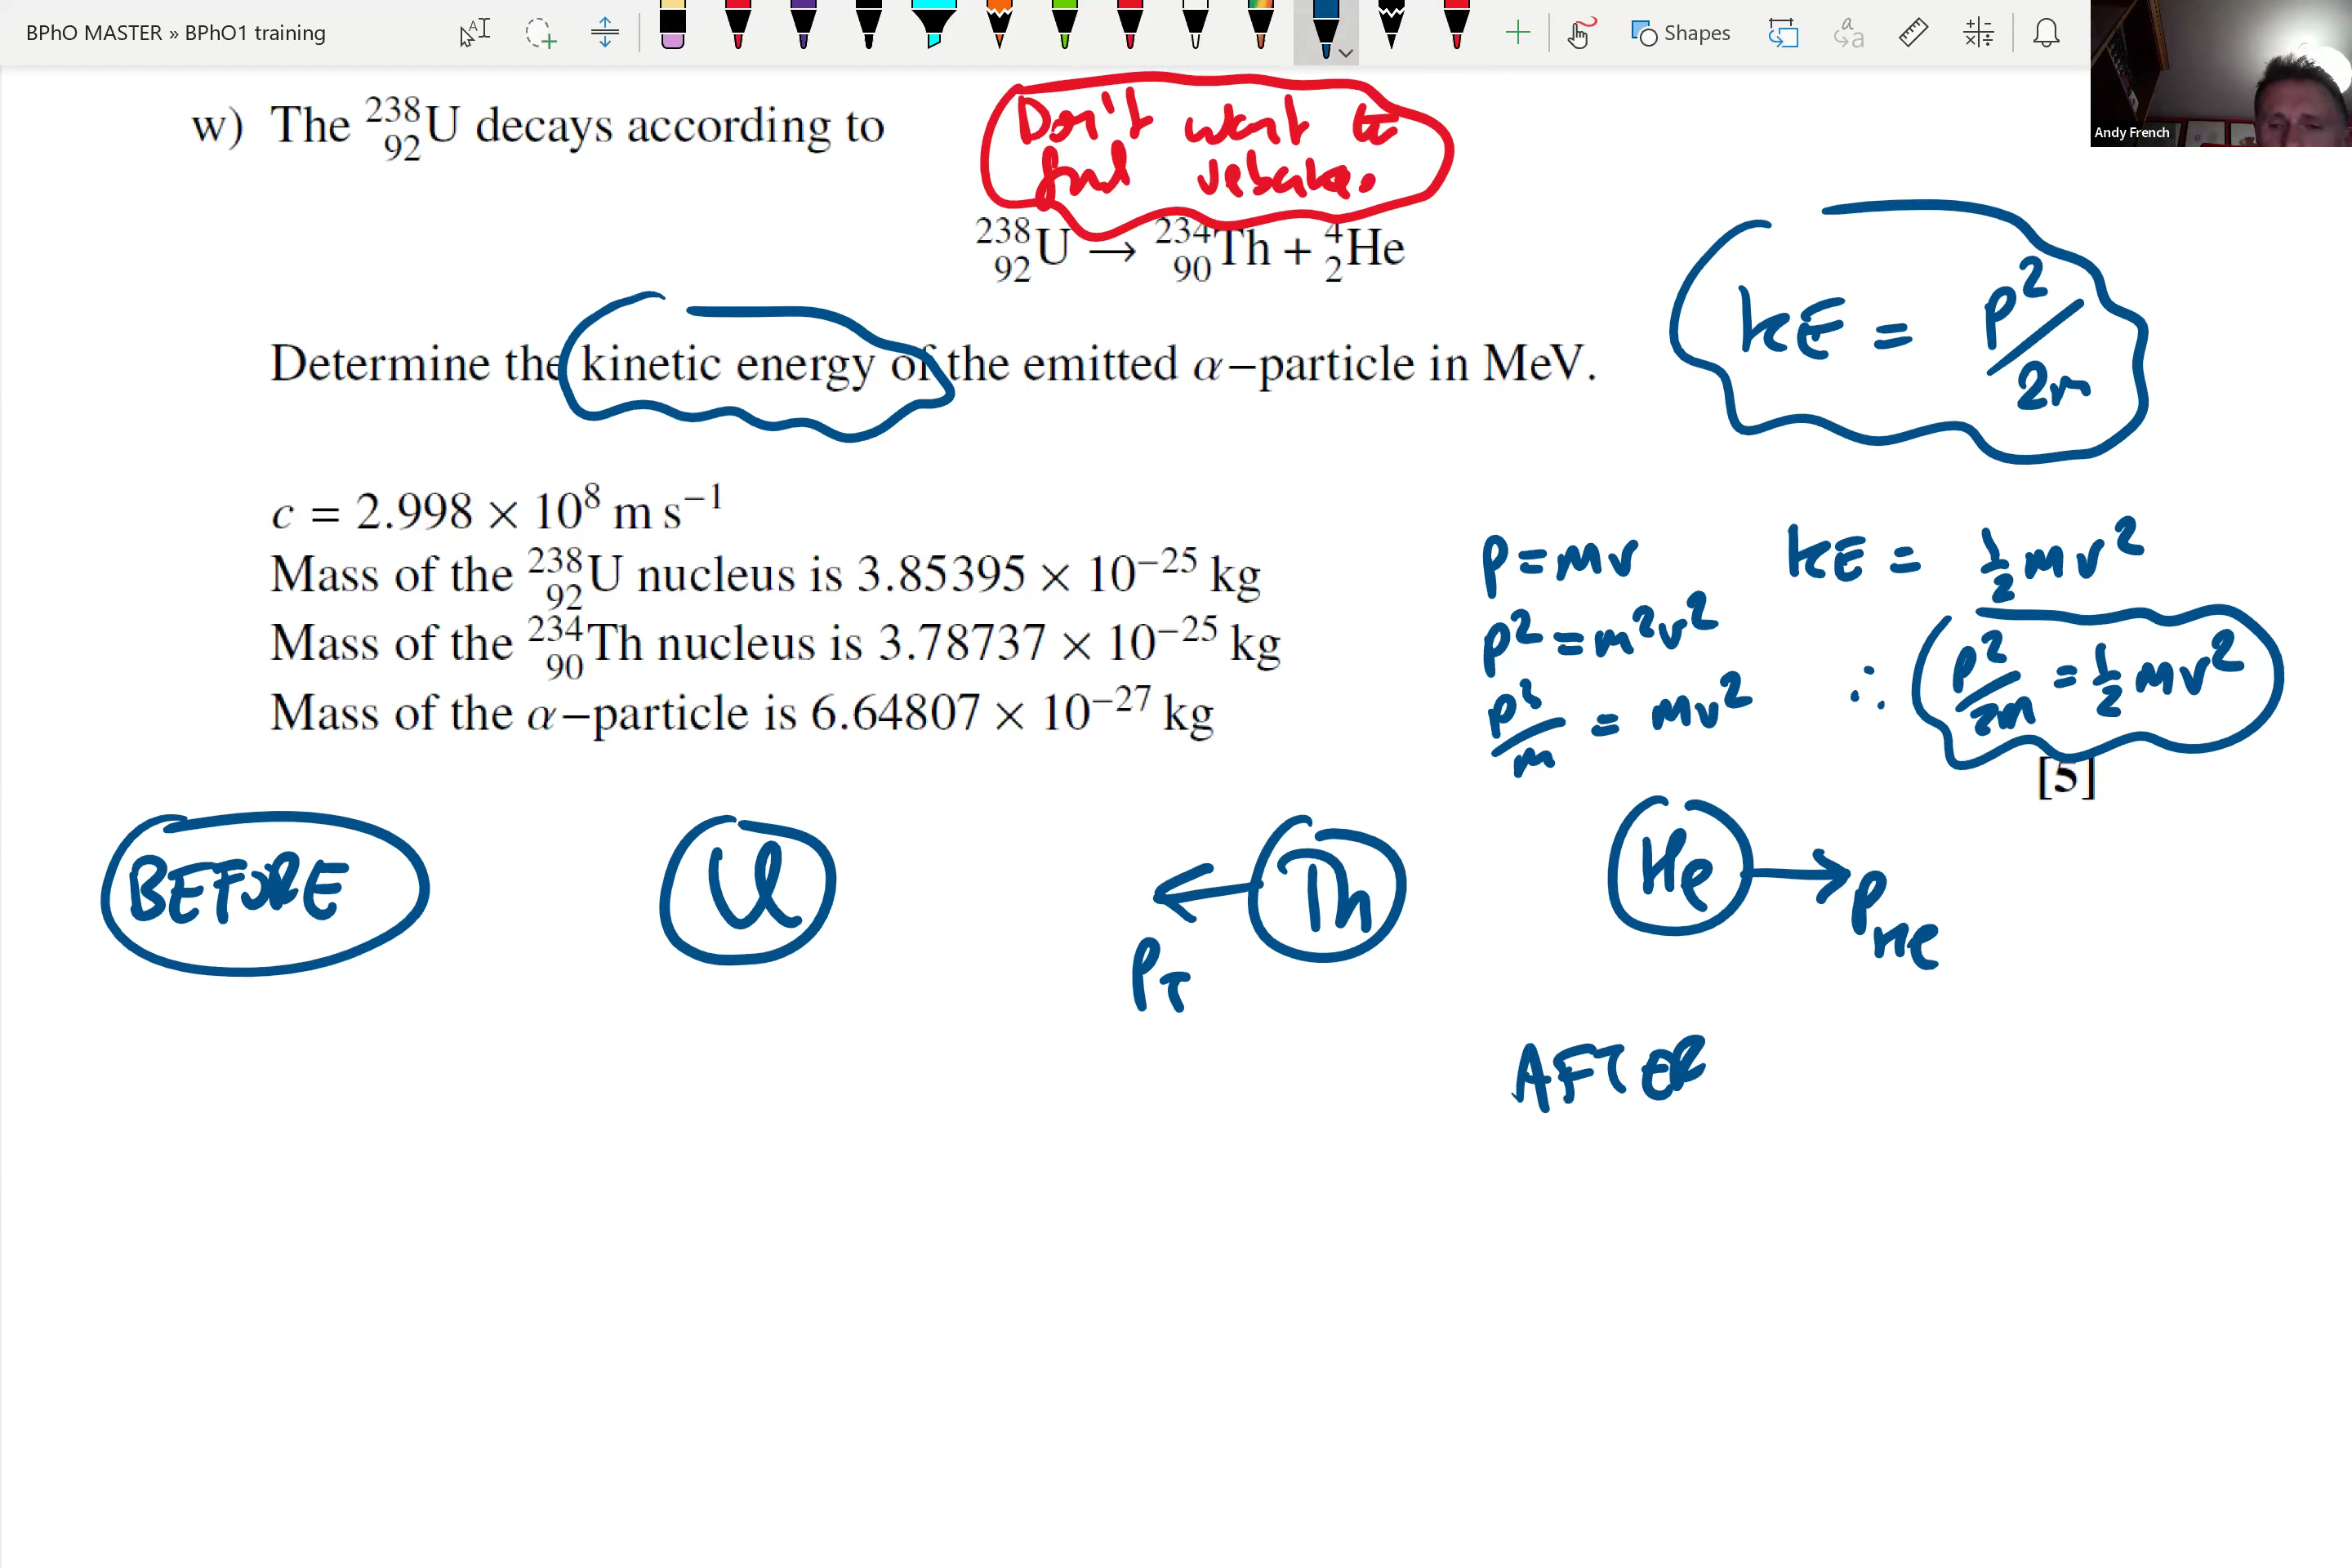 BPhO MASTER » BPhO1 training
Shapes
Andy French
w) The ²³⁸₉₂U decays according to
Don't want to
find
²³⁸₉₂U → ²³⁴₉₀Th + ⁴₂He
Determine the kinetic energy of the emitted α−particle in MeV.
KE = p²/2m
c = 2.998 × 10⁸ m s⁻¹
Mass of the ²³⁸₉₂U nucleus is 3.85395 × 10⁻²⁵ kg
Mass of the ²³⁴₉₀Th nucleus is 3.78737 × 10⁻²⁵ kg
Mass of the α−particle is 6.64807 × 10⁻²⁷ kg
p = mv
KE = ½mv²
p² = m²v²
p²/m = mv²
∴ p²/2m = ½mv²
[5]
BEFORE
U
Th
He
P_T
P_He
AFTER